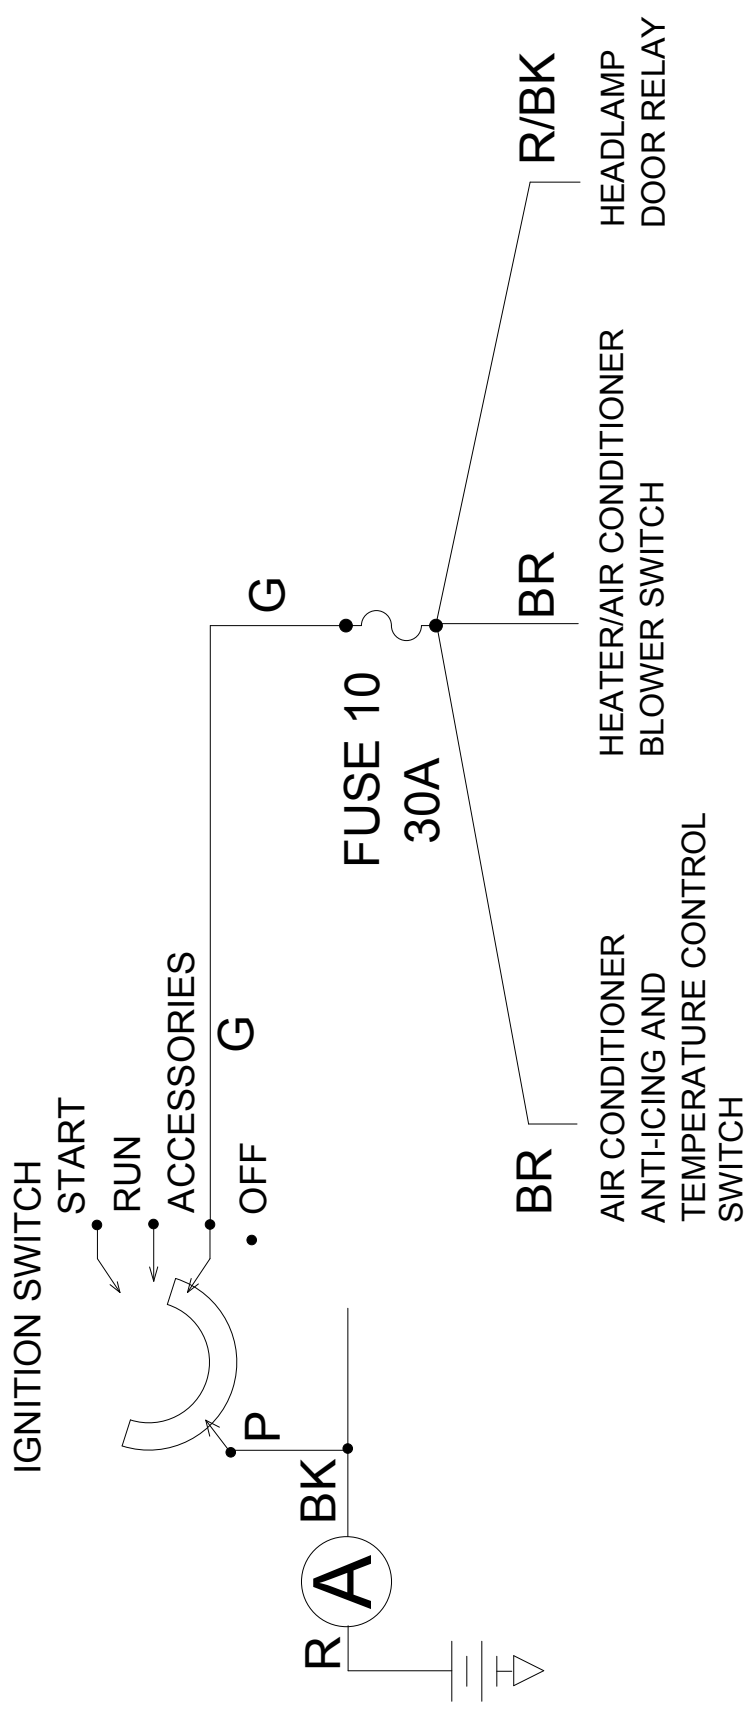 IGNITION SWITCH
START
RUN
ACCESSORIES
OFF
G
G
P
BK
A
R
FUSE 10
30A
BR
AIR CONDITIONER
ANTI-ICING AND
TEMPERATURE CONTROL
SWITCH
BR
HEATER/AIR CONDITIONER
BLOWER SWITCH
R/BK
HEADLAMP
DOOR RELAY